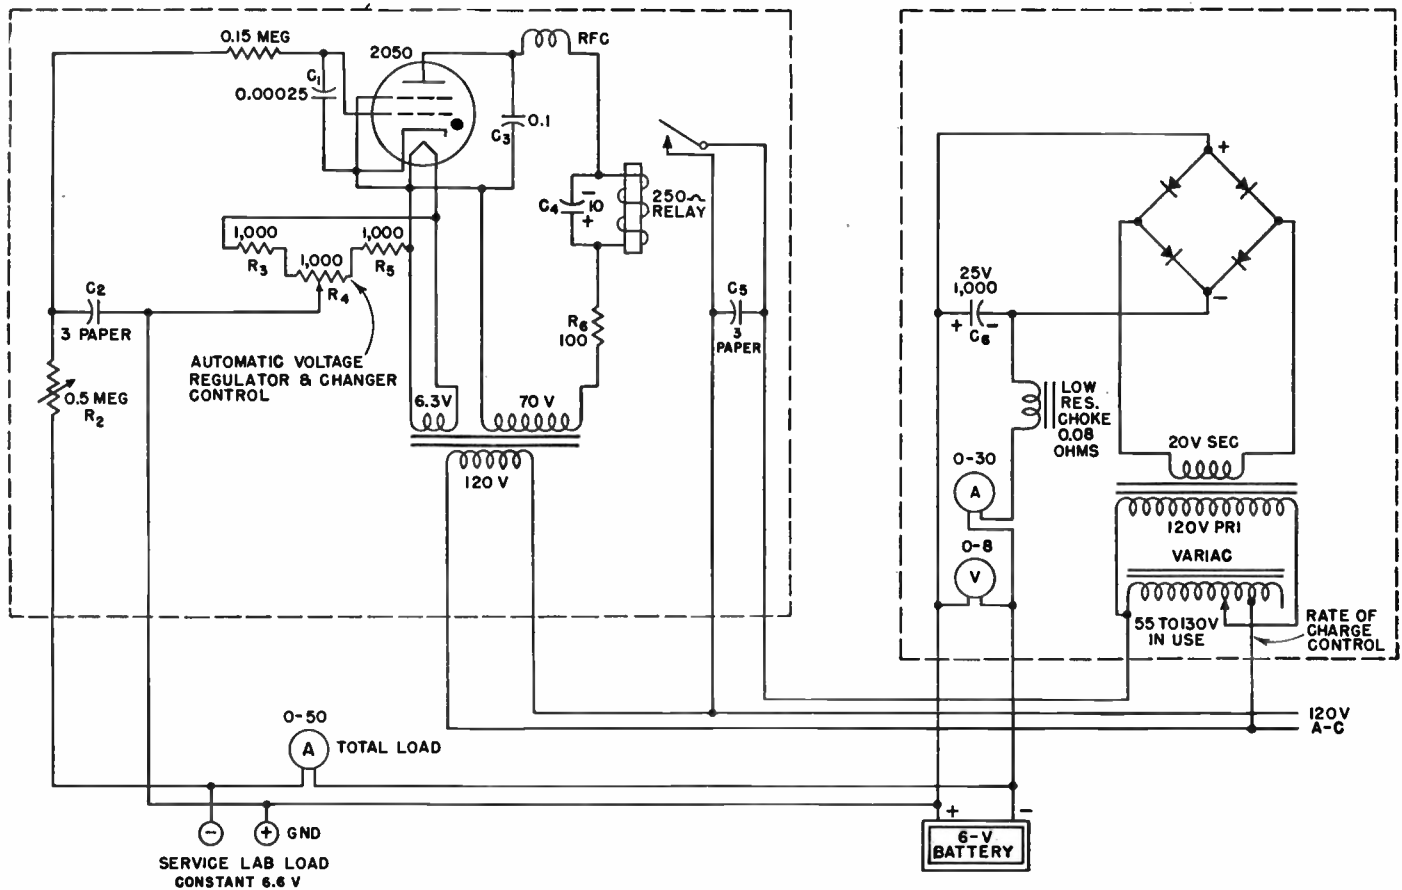 0.15 MEG
2050
RFC
C1
0.00025
C3
0.1
C4
-
10
+
250Ω
RELAY
1,000
R3
1,000
R4
1,000
R5
C2
3 PAPER
AUTOMATIC VOLTAGE
REGULATOR & CHANGER
CONTROL
0.5 MEG
R2
6.3V
70 V
120 V
R6
100
C5
3
PAPER
+
-
25V
1,000
+
-
C6
LOW
RES.
CHOKE
0.08
OHMS
0-30
A
0-8
V
20V SEC
120V PRI
VARIAC
55 TO 130V
IN USE
RATE OF
CHARGE
CONTROL
120V
A-C
0-50
A
TOTAL LOAD
-
+
GND
SERVICE LAB LOAD
CONSTANT 6.6 V
+
-
6-V
BATTERY